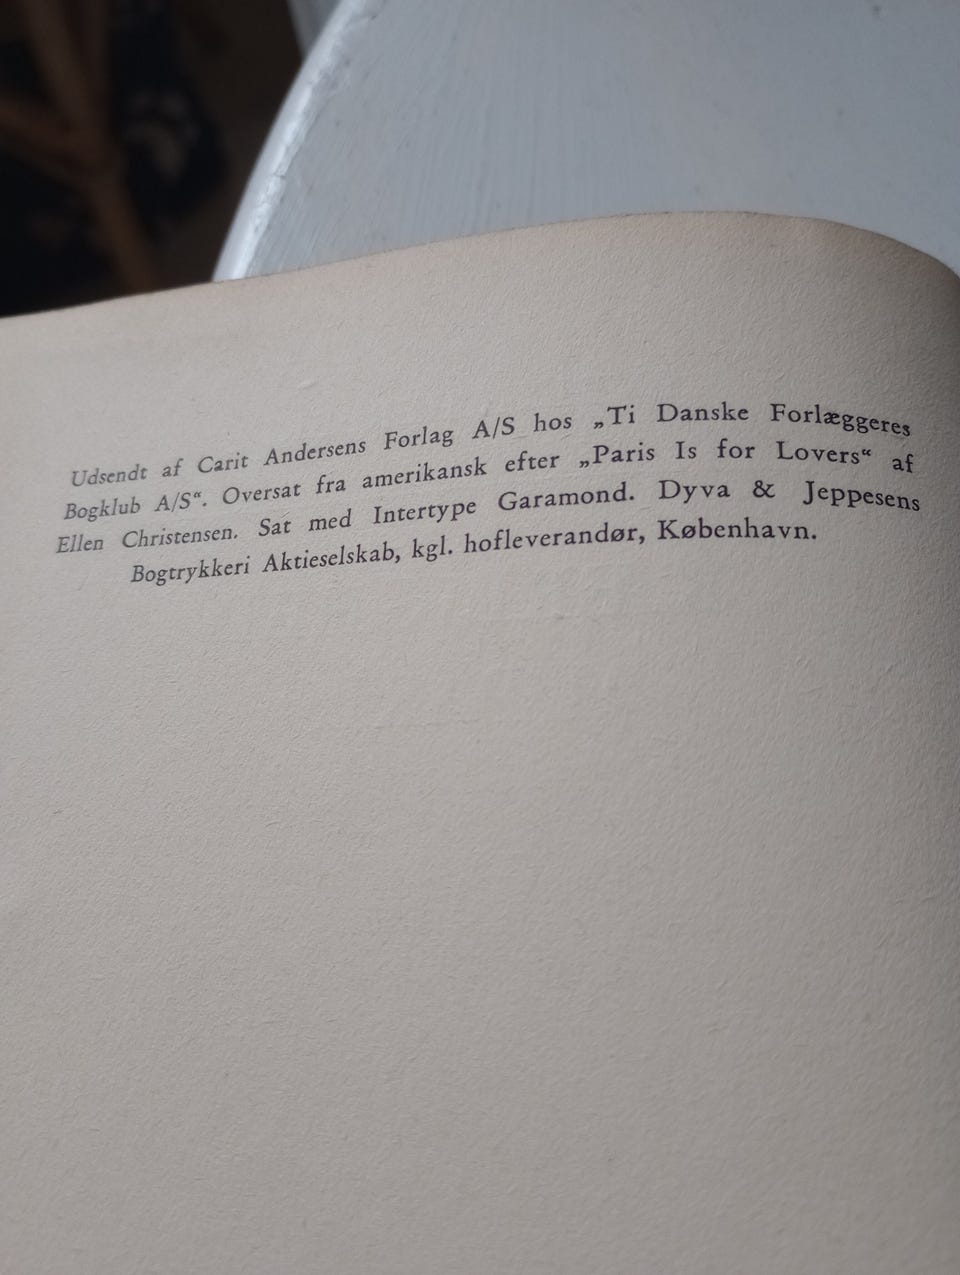 Udsendt af Carit Andersens Forlag A/S hos „Ti Danske Forlæggeres
Bogklub A/S“. Oversat fra amerikansk efter „Paris Is for Lovers“ af
Ellen Christensen. Sat med Intertype Garamond. Dyva & Jeppesens
Bogtrykkeri Aktieselskab, kgl. hofleverandør, København.